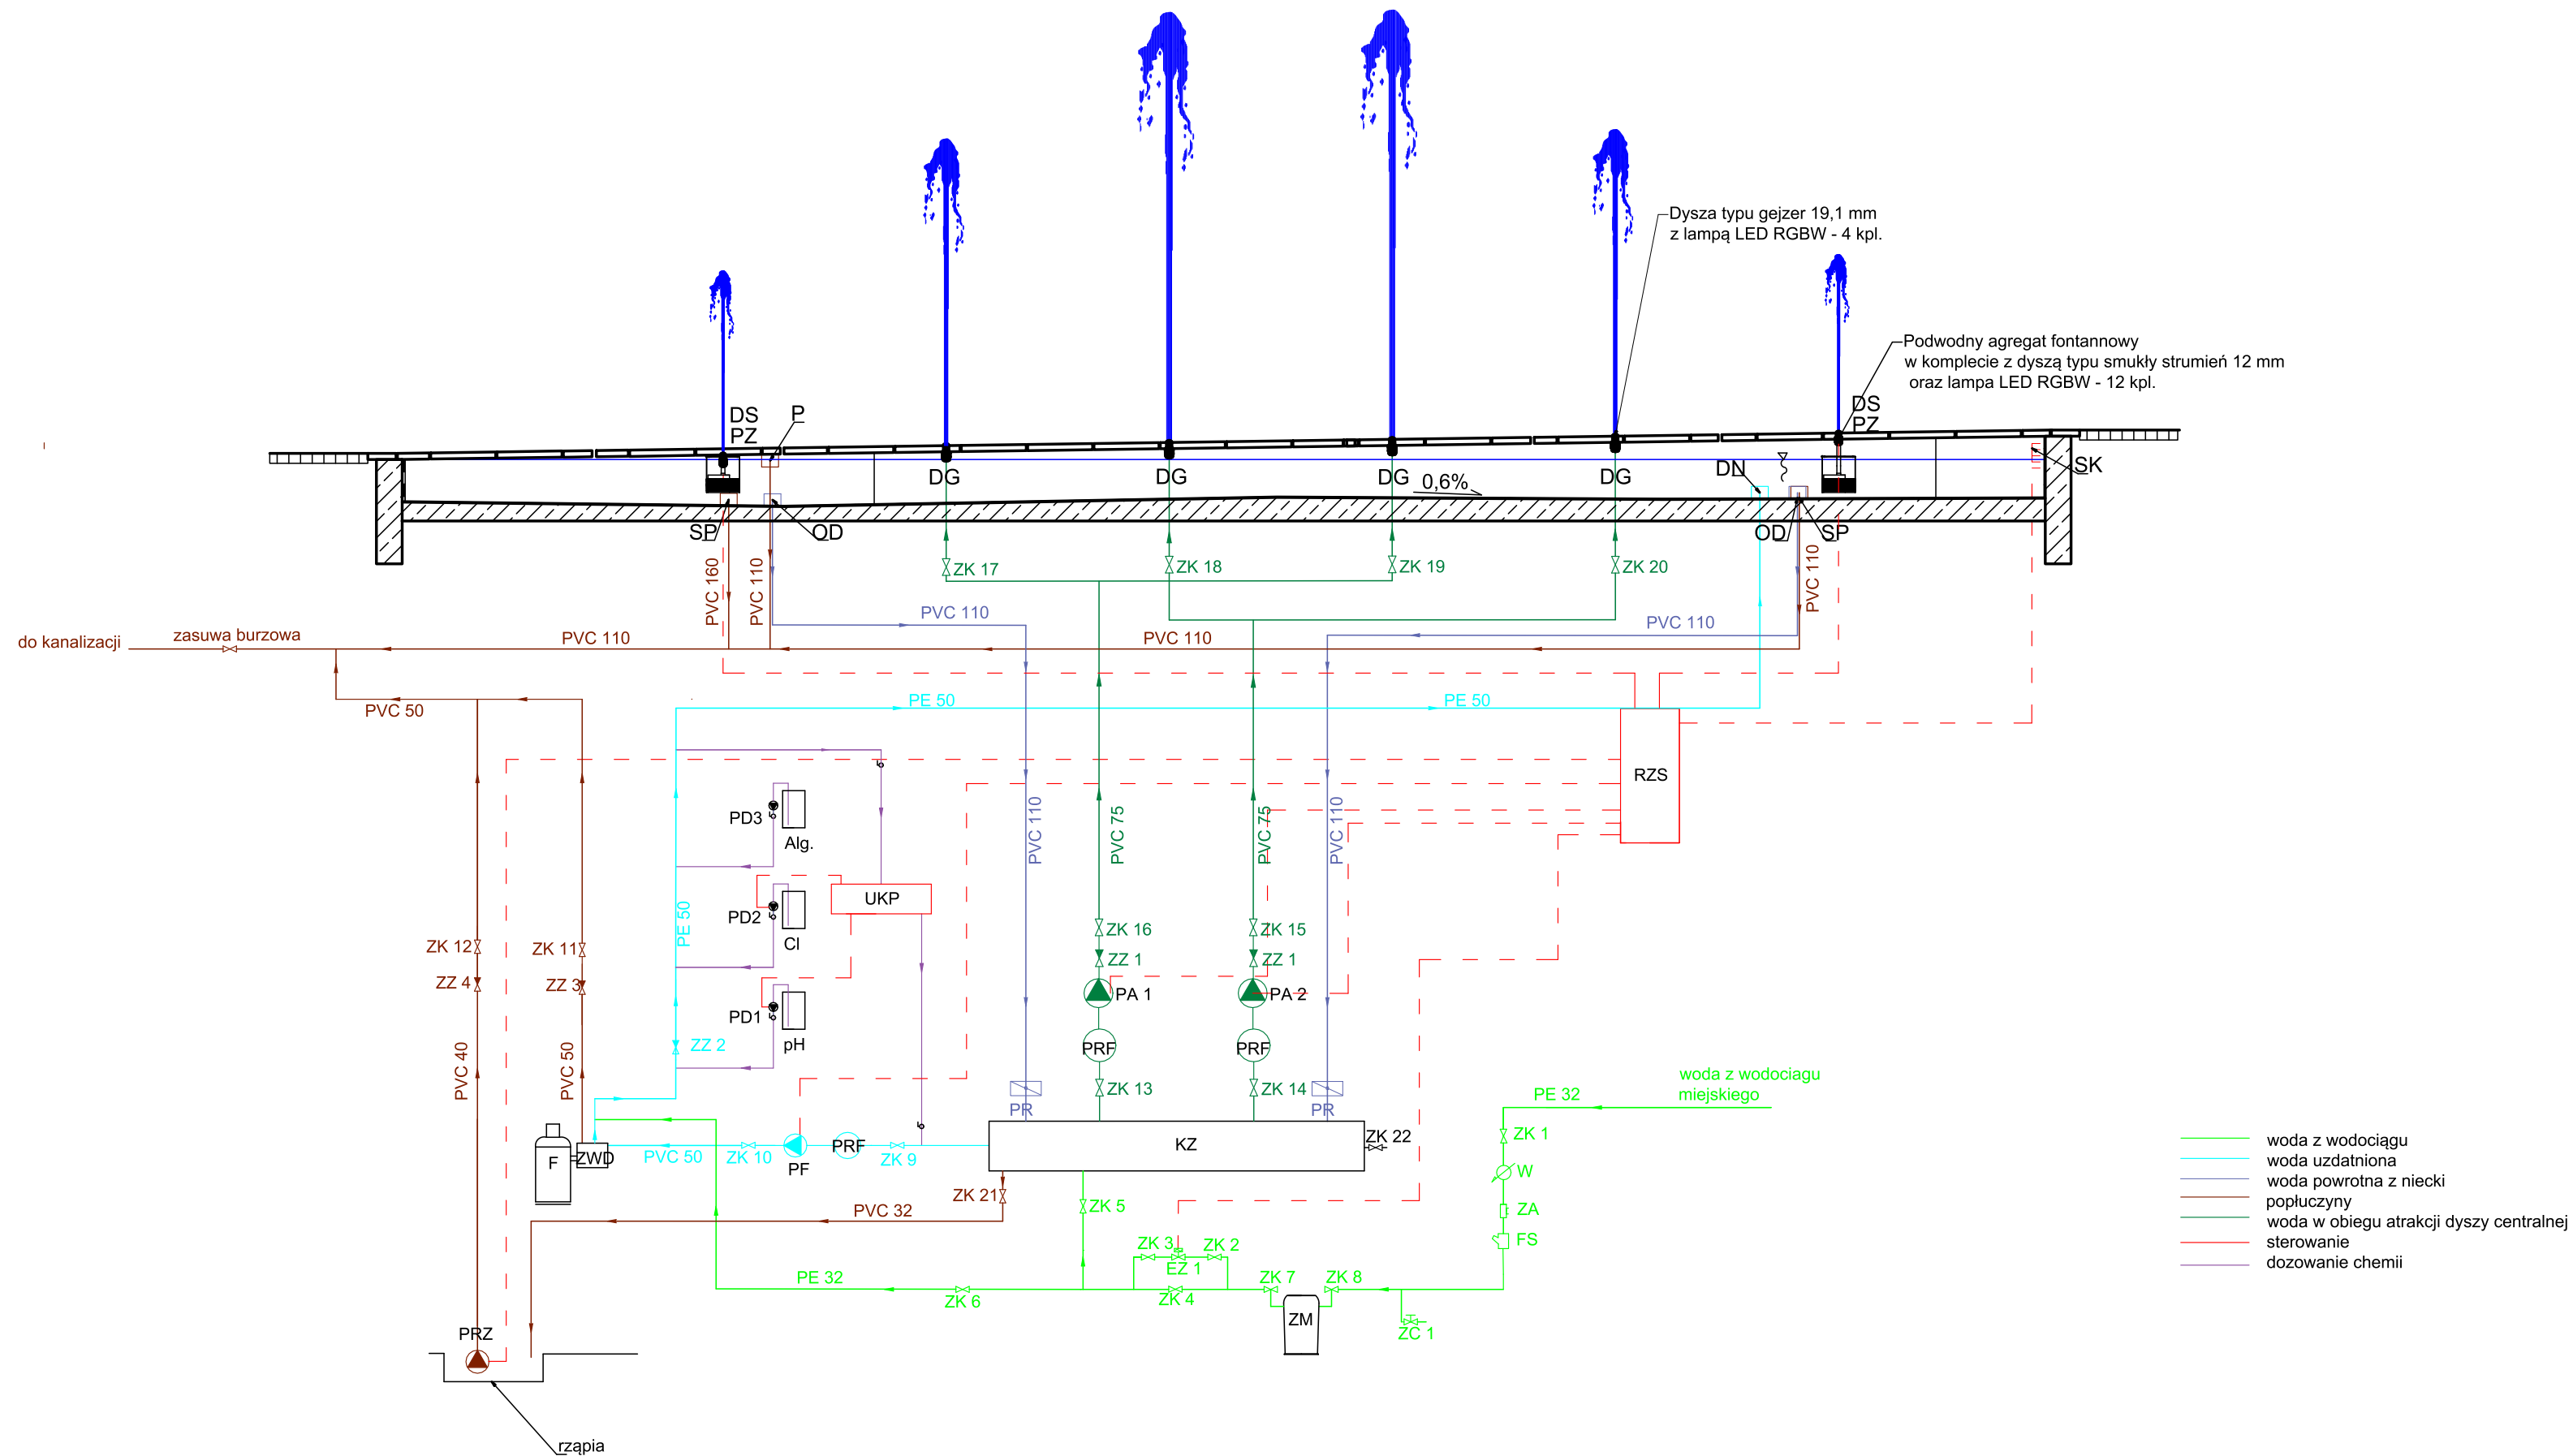 Dysza typu gejzer 19,1 mm
z lampą LED RGBW - 4 kpl.
Podwodny agregat fontannowy
w komplecie z dyszą typu smukły strumień 12 mm
oraz lampa LED RGBW - 12 kpl.
DS
PZ
P
DS
PZ
DG
DG
DG
DG
0,6%
DN
SK
SP
OD
OD
SP
ZK 17
ZK 18
ZK 19
ZK 20
PVC 160
PVC 110
PVC 110
PVC 110
PVC 110
do kanalizacji
zasuwa burzowa
PVC 110
PVC 110
PVC 50
PE 50
PE 50
RZS
PD3
Alg.
PVC 110
PVC 75
PVC 75
PVC 110
UKP
PD2
Cl
PE 50
ZK 12
ZK 11
ZK 16
ZK 15
ZZ 4
ZZ 3
ZZ 1
ZZ 1
PA 1
PA 2
PD1
pH
ZZ 2
PRF
PRF
PVC 40
PVC 50
ZK 13
ZK 14
PR
PR
woda z wodociagu
miejskiego
PE 32
ZK 1
F
ZWD
PVC 50
ZK 10
PF
PRF
ZK 9
KZ
ZK 22
W
ZK 21
PVC 32
ZK 5
ZA
FS
ZK 3
ZK 2
EZ 1
PE 32
ZK 6
ZK 4
ZK 7
ZK 8
ZM
ZC 1
PRZ
rząpia
woda z wodociągu
woda uzdatniona
woda powrotna z niecki
popłuczyny
woda w obiegu atrakcji dyszy centralnej
sterowanie
dozowanie chemii